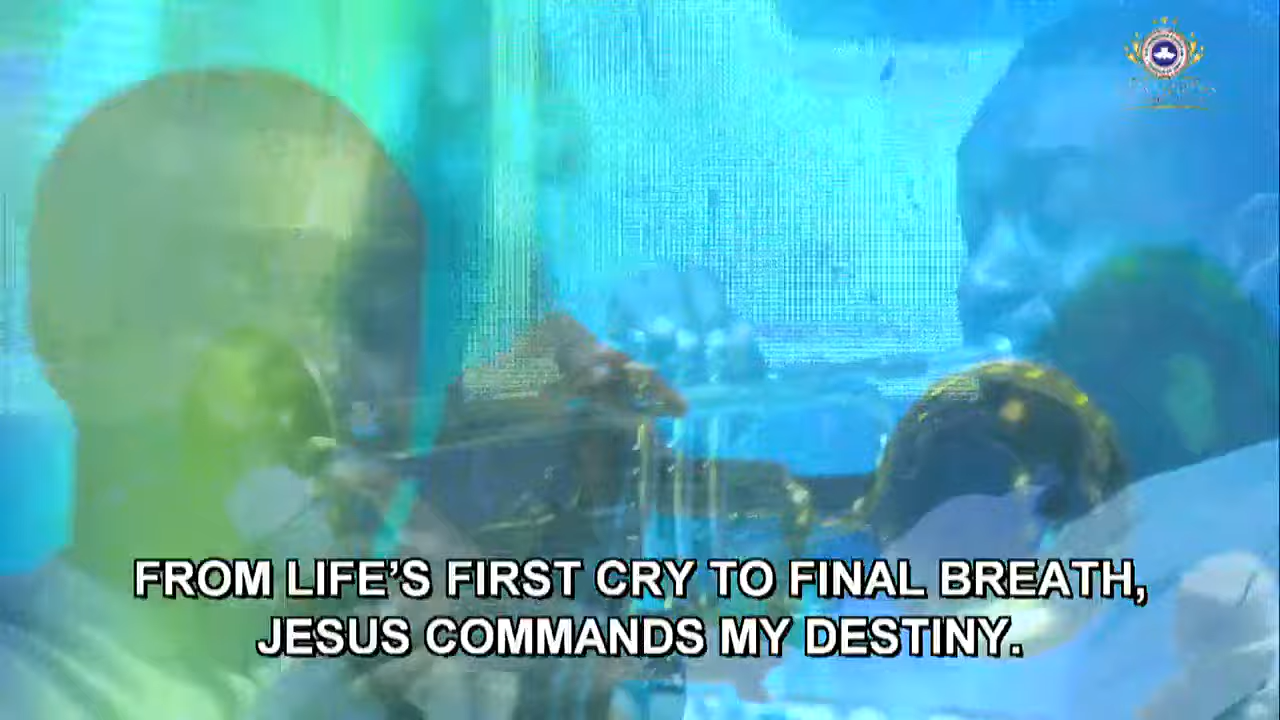 FROM LIFE’S FIRST CRY TO FINAL BREATH,
JESUS COMMANDS MY DESTINY.